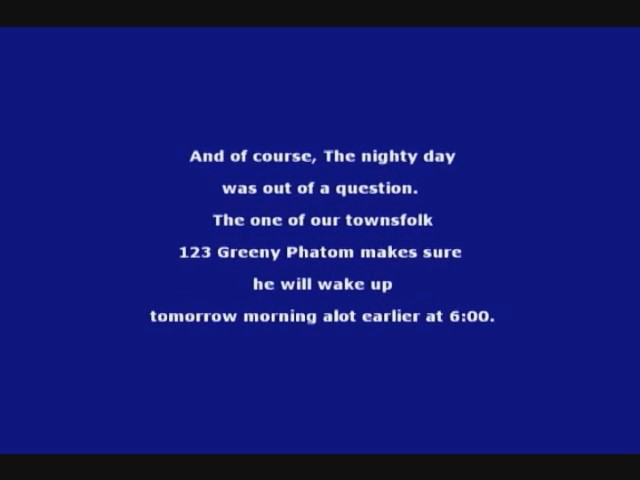 And of course, The nighty day
was out of a question.
The one of our townsfolk
123 Greeny Phatom makes sure
he will wake up
tomorrow morning alot earlier at 6:00.